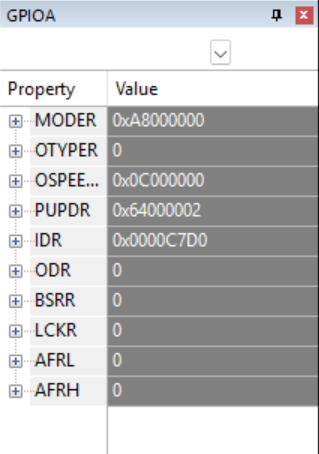 GPIOA
Property Value
MODER 0xA8000000
OTYPER 0
OSPEE... 0x0C000000
PUPDR 0x64000002
IDR 0x0000C7D0
ODR 0
BSRR 0
LCKR 0
AFRL 0
AFRH 0